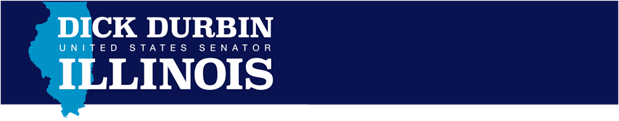 DICK DURBIN
UNITED STATES SENATOR
ILLINOIS